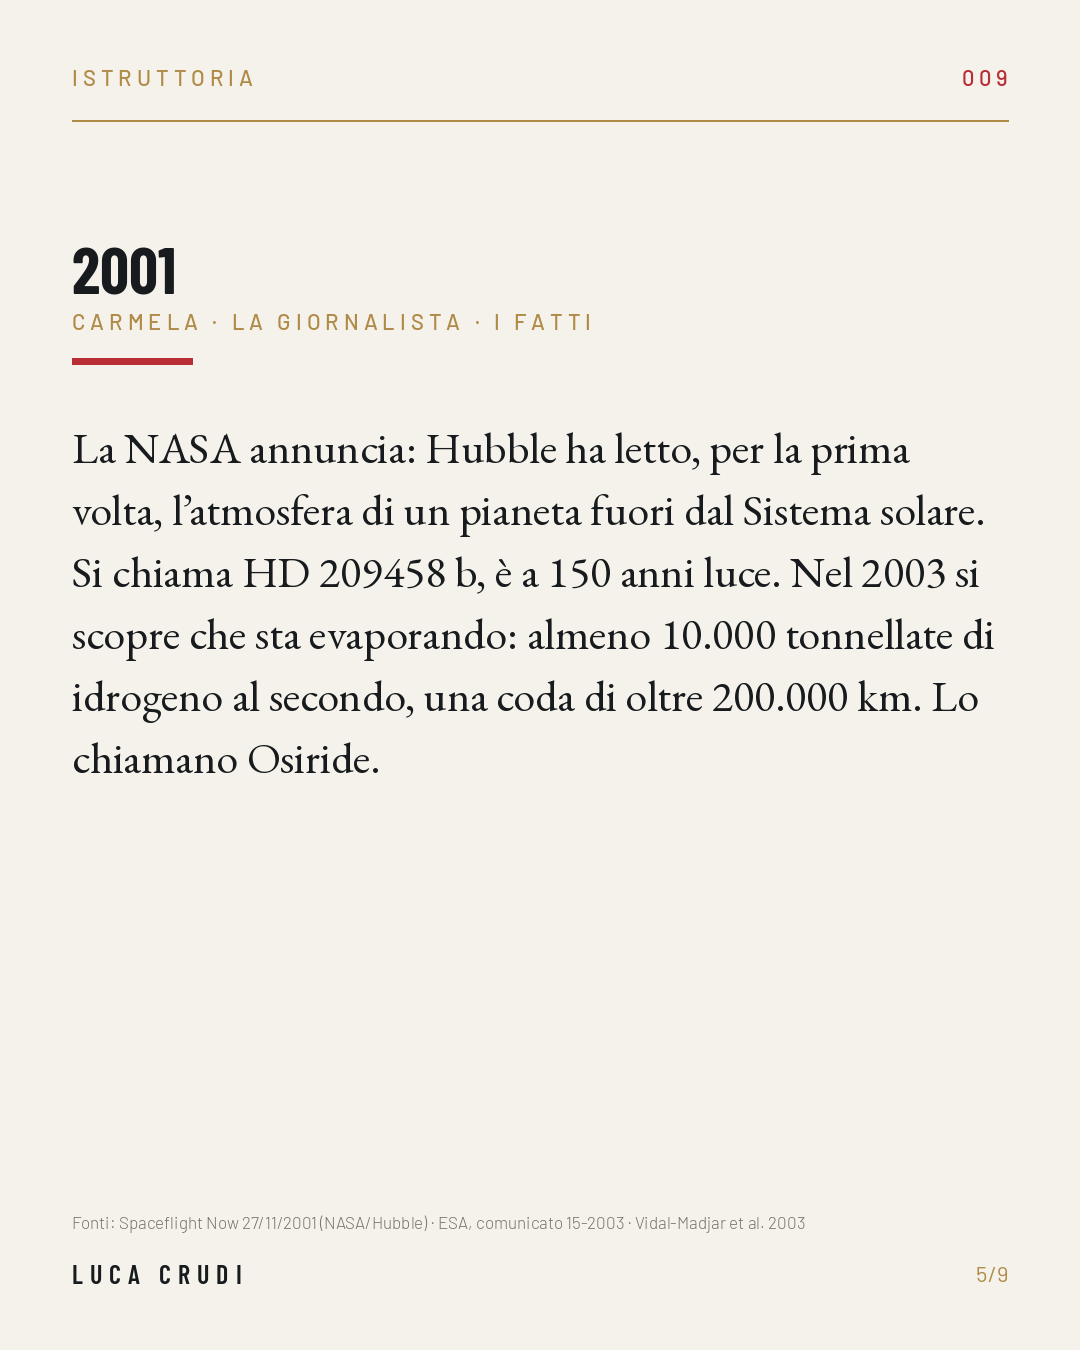 ISTRUTTORIA
009
2001
CARMELA · LA GIORNALISTA · I FATTI
La NASA annuncia: Hubble ha letto, per la prima
volta, l’atmosfera di un pianeta fuori dal Sistema solare.
Si chiama HD 209458 b, è a 150 anni luce. Nel 2003 si
scopre che sta evaporando: almeno 10.000 tonnellate di
idrogeno al secondo, una coda di oltre 200.000 km. Lo
chiamano Osiride.
Fonti: Spaceflight Now 27/11/2001 (NASA/Hubble) · ESA, comunicato 15-2003 · Vidal-Madjar et al. 2003
LUCA CRUDI
5/9